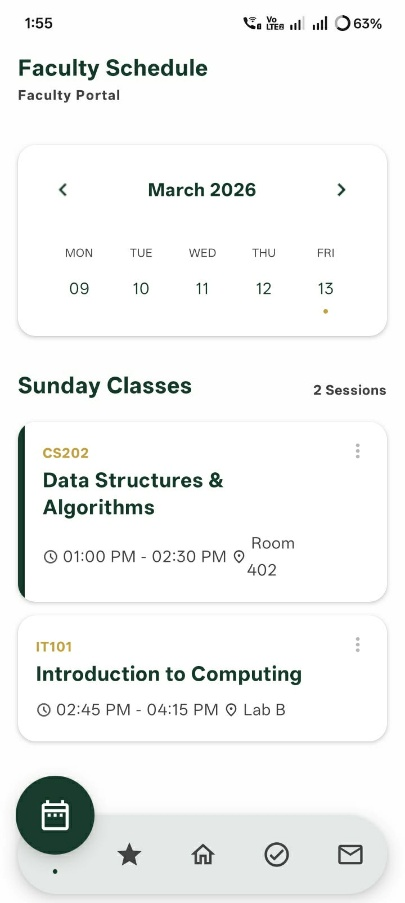 1:55
Vo
LTE
63%
Faculty Schedule
Faculty Portal
March 2026
MON TUE WED THU FRI
09 10 11 12 13
Sunday Classes
2 Sessions
CS202
Data Structures &
Algorithms
01:00 PM - 02:30 PM Room
402
IT101
Introduction to Computing
02:45 PM - 04:15 PM Lab B